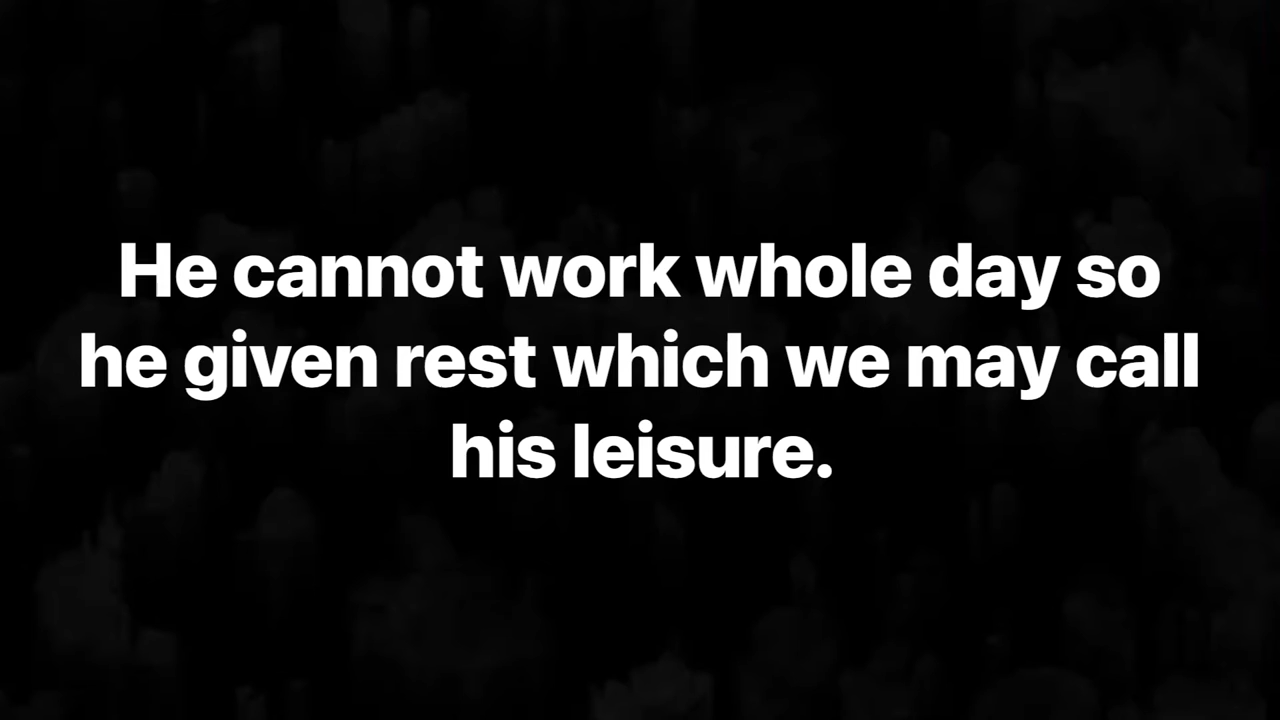 He cannot work whole day so
he given rest which we may call
his leisure.